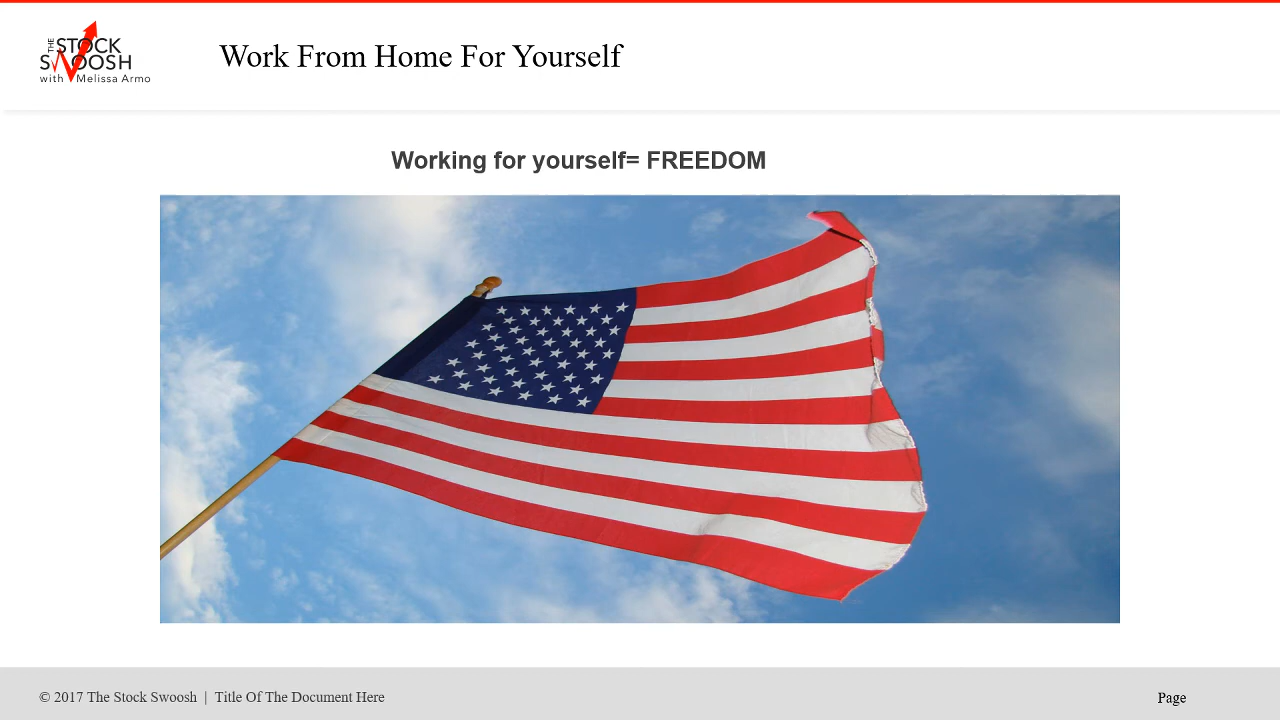 THE STOCK
SWOOSH
with Melissa Armo
Work From Home For Yourself
Working for yourself= FREEDOM
© 2017 The Stock Swoosh | Title Of The Document Here
Page